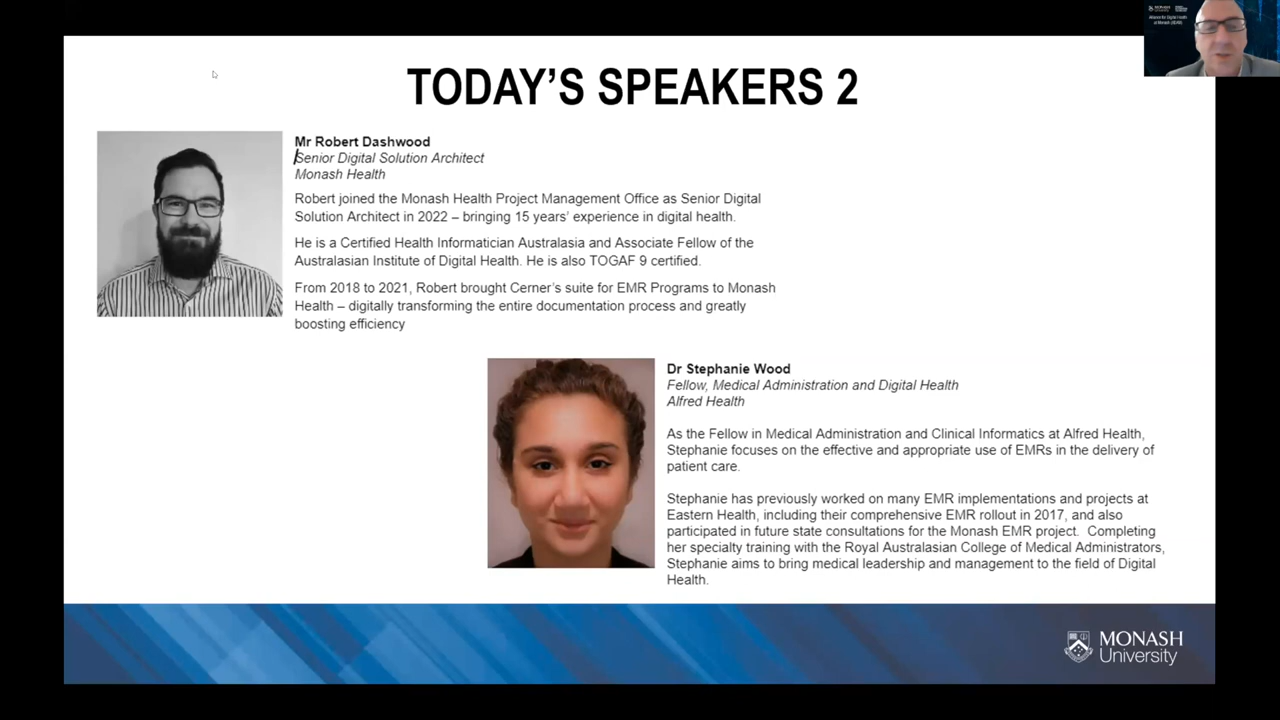 TODAY'S SPEAKERS 2
MONASH
University
Alliance for Digital Health
at Monash (ADHM)
Mr Robert Dashwood
Senior Digital Solution Architect
Monash Health
Robert joined the Monash Health Project Management Office as Senior Digital
Solution Architect in 2022 – bringing 15 years' experience in digital health.
He is a Certified Health Informatician Australasia and Associate Fellow of the
Australasian Institute of Digital Health. He is also TOGAF 9 certified.
From 2018 to 2021, Robert brought Cerner's suite for EMR Programs to Monash
Health – digitally transforming the entire documentation process and greatly
boosting efficiency
Dr Stephanie Wood
Fellow, Medical Administration and Digital Health
Alfred Health
As the Fellow in Medical Administration and Clinical Informatics at Alfred Health,
Stephanie focuses on the effective and appropriate use of EMRs in the delivery of
patient care.
Stephanie has previously worked on many EMR implementations and projects at
Eastern Health, including their comprehensive EMR rollout in 2017, and also
participated in future state consultations for the Monash EMR project.  Completing
her specialty training with the Royal Australasian College of Medical Administrators,
Stephanie aims to bring medical leadership and management to the field of Digital
Health.
MONASH
University